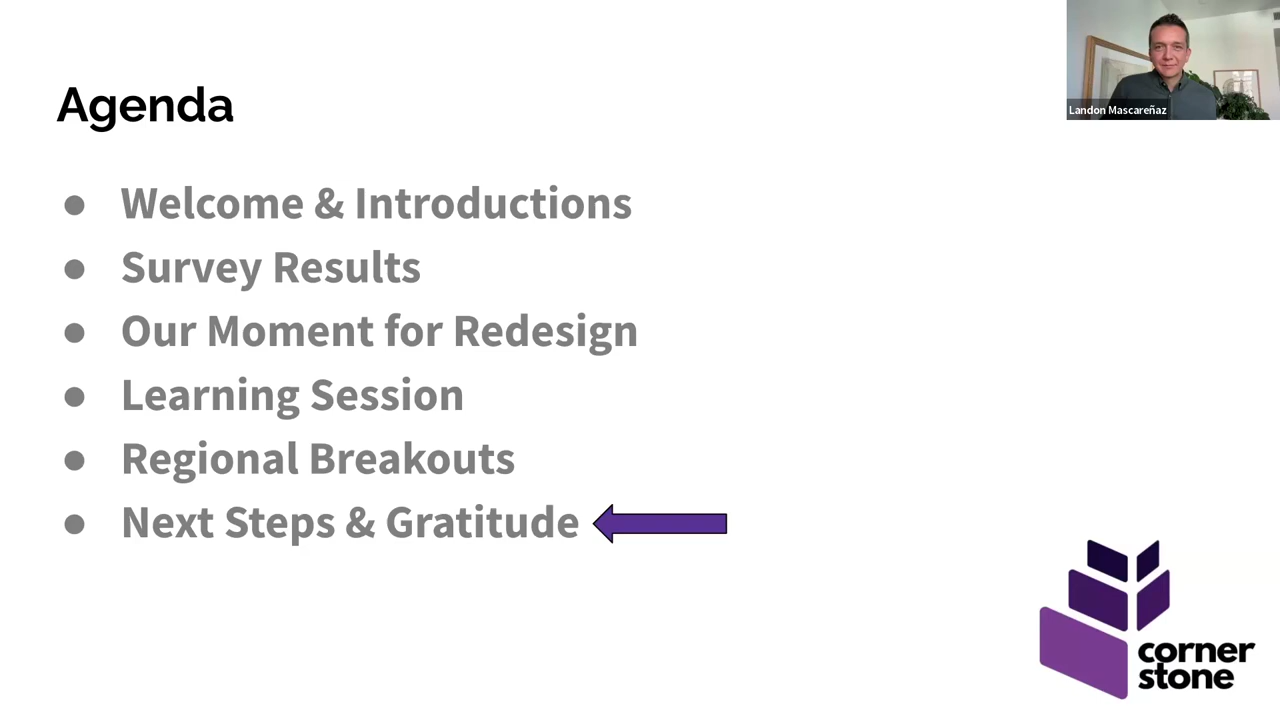 Agenda
Landon Mascareñaz
● Welcome & Introductions
● Survey Results
● Our Moment for Redesign
● Learning Session
● Regional Breakouts
● Next Steps & Gratitude
corner
stone